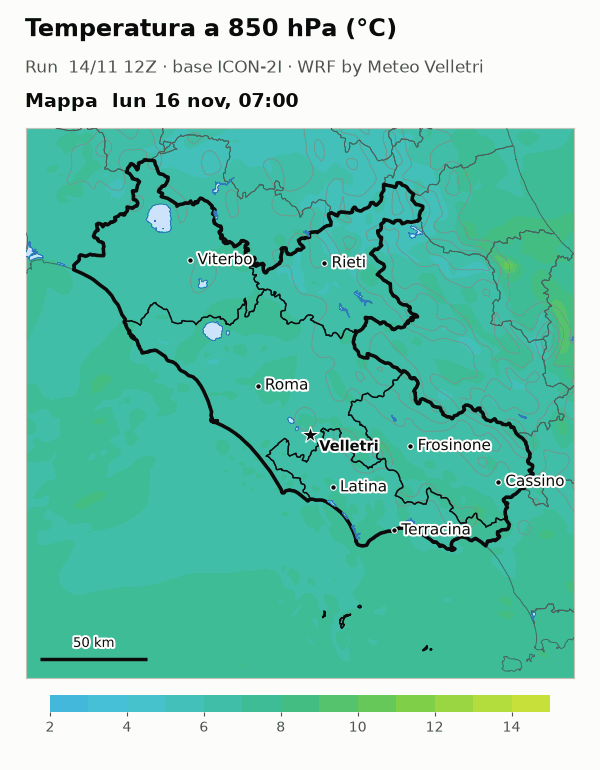 Temperatura a 850 hPa (°C)
Run  14/11 12Z · base ICON-2I · WRF by Meteo Velletri
Mappa  lun 16 nov, 07:00
Viterbo
Rieti
Roma
Velletri
Frosinone
Cassino
Latina
Terracina
50 km
2 4 6 8 10 12 14